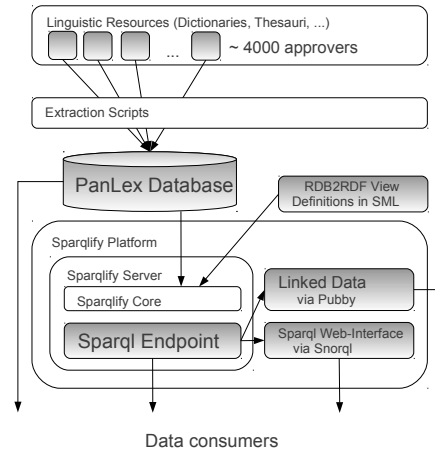 Linguistic Resources (Dictionaries, Thesauri, ...)
... ~ 4000 approvers
Extraction Scripts
PanLex Database
RDB2RDF View
Definitions in SML
Sparqlify Platform
Sparqlify Server
Sparqlify Core
Linked Data
via Pubby
Sparql Endpoint
Sparql Web-Interface
via Snorql
Data consumers